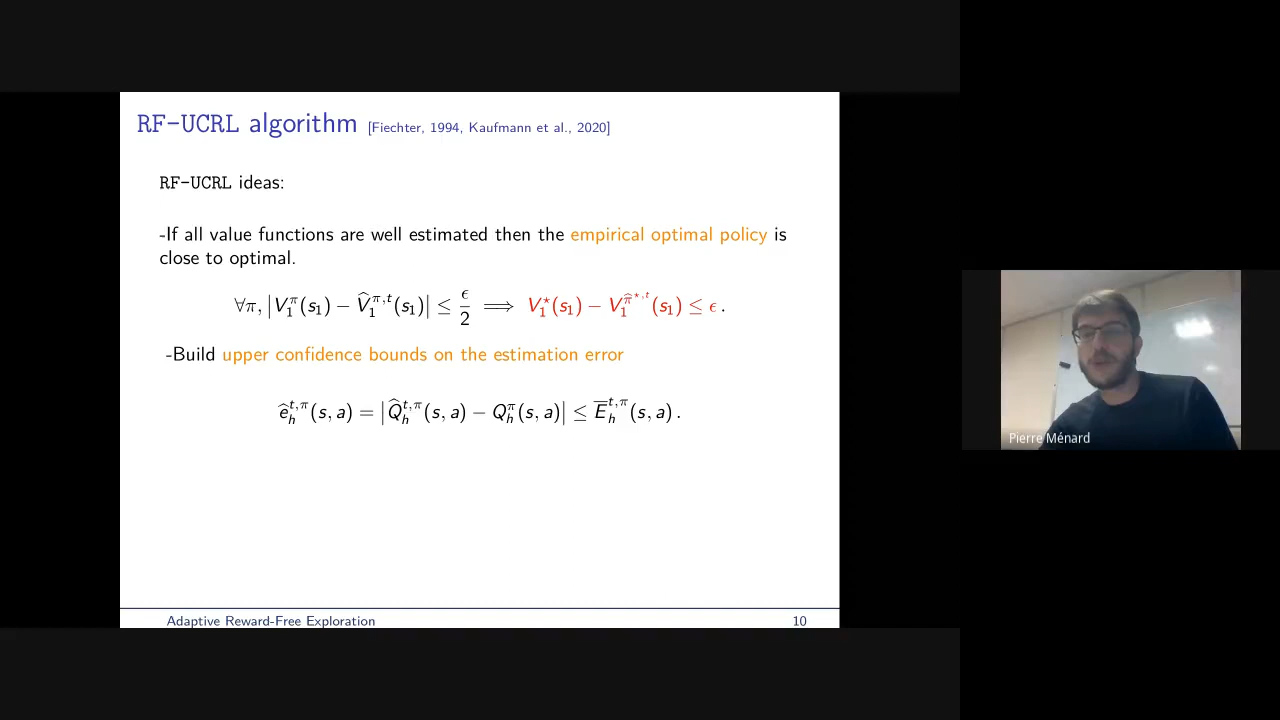 RF-UCRL algorithm [Fiechter, 1994, Kaufmann et al., 2020]
RF-UCRL ideas:
-If all value functions are well estimated then the empirical optimal policy is
close to optimal.
∀π, |V₁^π(s₁) − V̂₁^{π,t}(s₁)| ≤ ϵ/2 ⟹ V₁^⋆(s₁) − V₁^{π̂^{⋆,t}}(s₁) ≤ ϵ .
-Build upper confidence bounds on the estimation error
ê_h^{t,π}(s, a) = |Q̂_h^{t,π}(s, a) − Q_h^π(s, a)| ≤ E̅_h^{t,π}(s, a) .
Adaptive Reward-Free Exploration 10
Pierre Ménard